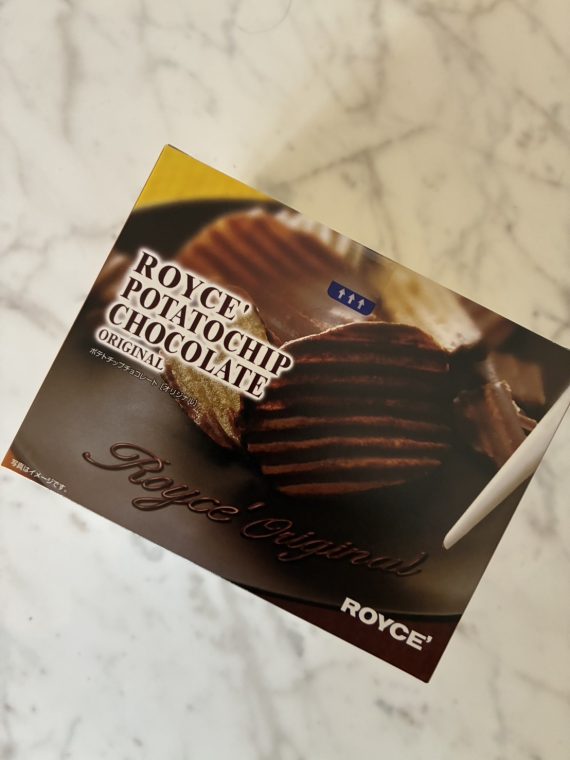 ROYCE'
POTATOCHIP
CHOCOLATE
ORIGINAL
ポテトチップチョコレート［オリジナル］
Royce' Original
写真はイメージです。
ROYCE'